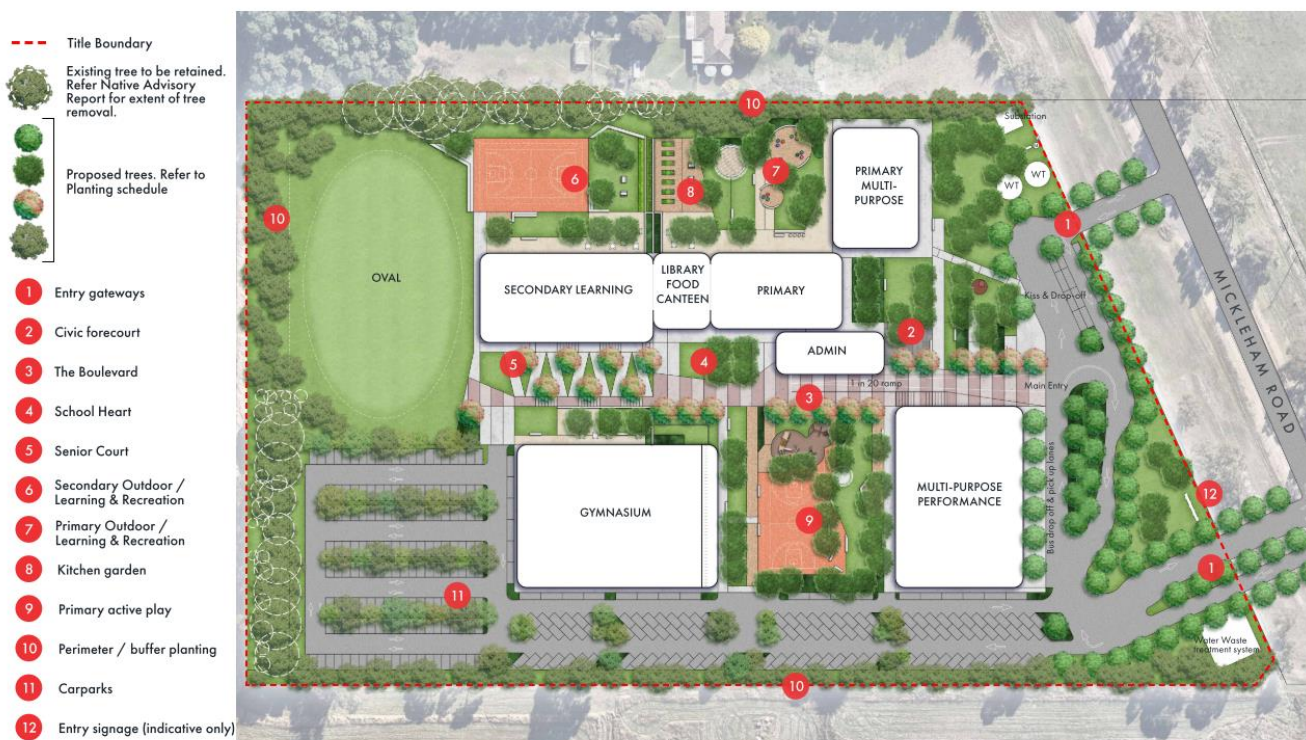 Title Boundary
Existing tree to be retained.
Refer Native Advisory
Report for extent of tree
removal.
Proposed trees. Refer to
Planting schedule
1 Entry gateways
2 Civic forecourt
3 The Boulevard
4 School Heart
5 Senior Court
6 Secondary Outdoor /
Learning & Recreation
7 Primary Outdoor /
Learning & Recreation
8 Kitchen garden
9 Primary active play
10 Perimeter / buffer planting
11 Carparks
12 Entry signage (indicative only)
10
Substation
6
8
7
PRIMARY
MULTI-
PURPOSE
WT
WT
10
1
OVAL
SECONDARY LEARNING
LIBRARY
FOOD
CANTEEN
PRIMARY
Kiss & Drop-off
MICKLEHAM ROAD
2
ADMIN
5
4
1 in 20 ramp
Main Entry
3
GYMNASIUM
9
MULTI-PURPOSE
PERFORMANCE
Bus drop off & pick up lanes
12
1
11
Water Waste
treatment system
10